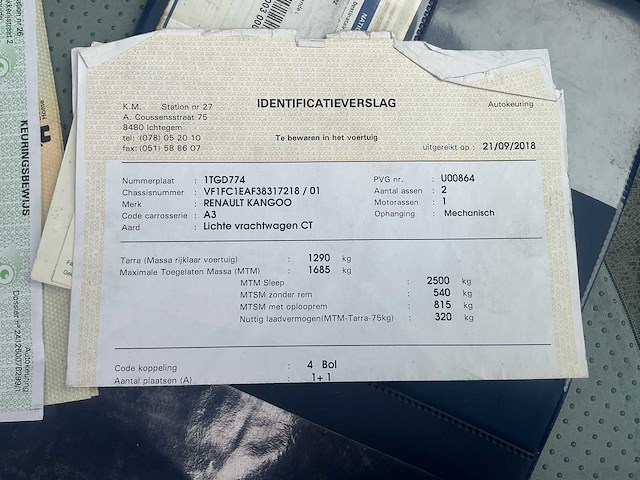 IDENTIFICATIEVERSLAG
Autokeuring
K.M. Station nr 27
A. Coussensstraat 75
8480 Ichtegem
tel: (078) 05 20 10
fax: (051) 58 86 07
Te bewaren in het voertuig
uitgereikt op : 21/09/2018
Nummerplaat : 1TGD774
Chassisnummer : VF1FC1EAF38317218 / 01
Merk : RENAULT KANGOO
Code carrosserie : A3
Aard : Lichte vrachtwagen CT
PVG nr. : U00864
Aantal assen : 2
Motorassen : 1
Ophanging : Mechanisch
Tarra (Massa rijklaar voertuig) : 1290 kg
Maximale Toegelaten Massa (MTM) : 1685 kg
MTM Sleep : 2500 kg
MTSM zonder rem : 540 kg
MTSM met oplooprem : 815 kg
Nuttig laadvermogen(MTM-Tarra-75kg) : 320 kg
Code koppeling : 4 Bol
Aantal plaatsen (A) : 1+ 1
KEURINGSBEWIJS
Autokeuring